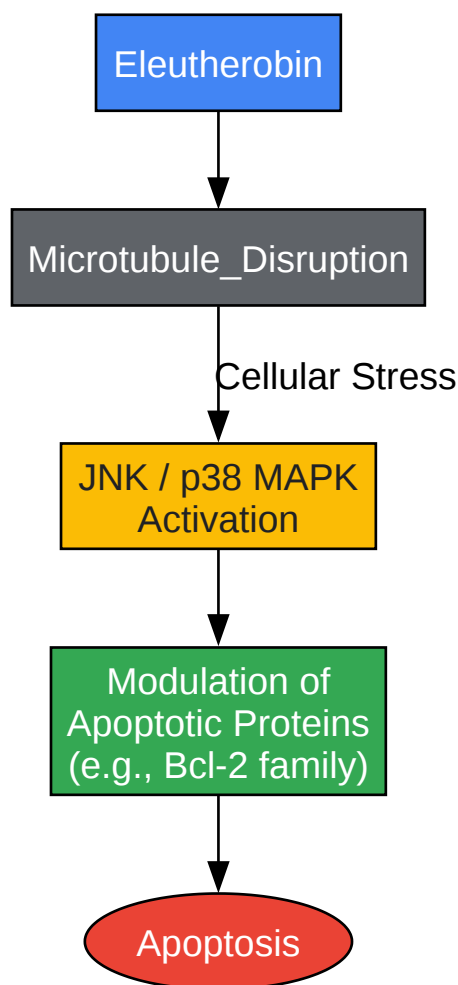 Eleutherobin
Microtubule_Disruption
Cellular Stress
JNK / p38 MAPK
Activation
Modulation of
Apoptotic Proteins
(e.g., Bcl-2 family)
Apoptosis